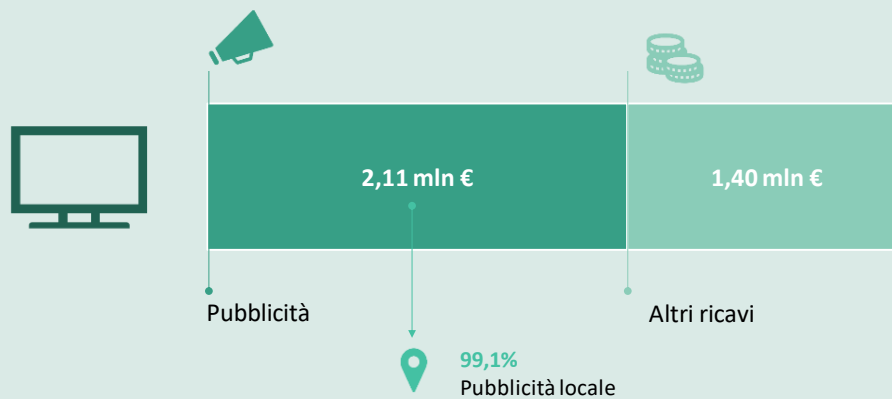 2,11 mln €
1,40 mln €
Pubblicità
Altri ricavi
99,1%
Pubblicità locale